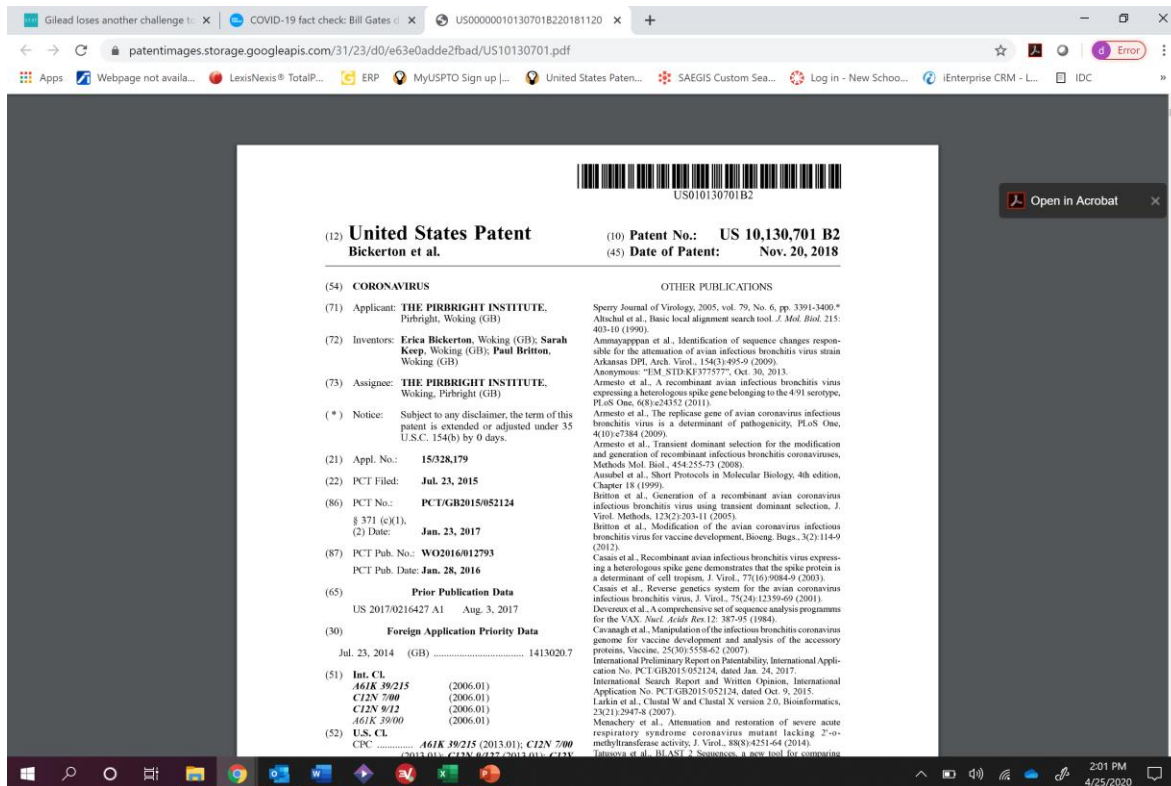 Gilead loses another challenge to
COVID-19 fact check: Bill Gates
US00000010130701B220181120
patentimages.storage.googleapis.com/31/23/d0/e63e0adde2fbad/US10130701.pdf
d Error
Apps Webpage not availa... LexisNexis® TotalP... ERP MyUSPTO Sign up |... United States Paten... SAEGIS Custom Sea... Log in - New Schoo... iEnterprise CRM - L... IDC »
Open in Acrobat
US010130701B2
(12) United States Patent
Bickerton et al.
(10) Patent No.: US 10,130,701 B2
(45) Date of Patent: Nov. 20, 2018
(54) CORONAVIRUS
(71) Applicant: THE PIRBRIGHT INSTITUTE,
Pirbright, Woking (GB)
(72) Inventors: Erica Bickerton, Woking (GB); Sarah
Keep, Woking (GB); Paul Britton,
Woking (GB)
(73) Assignee: THE PIRBRIGHT INSTITUTE,
Woking, Pirbright (GB)
( * ) Notice: Subject to any disclaimer, the term of this
patent is extended or adjusted under 35
U.S.C. 154(b) by 0 days.
(21) Appl. No.: 15/328,179
(22) PCT Filed: Jul. 23, 2015
(86) PCT No.: PCT/GB2015/052124
§ 371 (c)(1),
(2) Date: Jan. 23, 2017
(87) PCT Pub. No.: WO2016/012793
PCT Pub. Date: Jan. 28, 2016
(65) Prior Publication Data
US 2017/0216427 A1 Aug. 3, 2017
(30) Foreign Application Priority Data
Jul. 23, 2014 (GB) ................................ 1413020.7
(51) Int. Cl.
A61K 39/215 (2006.01)
C12N 7/00 (2006.01)
C12N 9/12 (2006.01)
A61K 39/00 (2006.01)
(52) U.S. Cl.
CPC ............ A61K 39/215 (2013.01); C12N 7/00
(2013.01); C12N 9/127 (2013.01); C12Y
OTHER PUBLICATIONS
Sperry Journal of Virology, 2005, vol. 79, No. 6, pp. 3391-3400.*
Altschul et al., Basic local alignment search tool. J. Mol. Biol. 215:
403-10 (1990).
Ammayapppan et al., Identification of sequence changes respon-
sible for the attenuation of avian infectious bronchitis virus strain
Arkansas DPI, Arch. Virol., 154(3):495-9 (2009).
Anonymous: "EM_STD:KF377577", Oct. 30, 2013.
Armesto et al., A recombinant avian infectious bronchitis virus
expressing a heterologous spike gene belonging to the 4/91 serotype,
PLoS One, 6(8):e24352 (2011).
Armesto et al., The replicase gene of avian coronavirus infectious
bronchitis virus is a determinant of pathogenicity, PLoS One,
4(10):e7384 (2009).
Armesto et al., Transient dominant selection for the modification
and generation of recombinant infectious bronchitis coronaviruses,
Methods Mol. Biol., 454:255-73 (2008).
Ausubel et al., Short Protocols in Molecular Biology, 4th edition,
Chapter 18 (1999).
Britton et al., Generation of a recombinant avian coronavirus
infectious bronchitis virus using transient dominant selection, J.
Virol. Methods, 123(2):203-11 (2005).
Britton et al., Modification of the avian coronavirus infectious
bronchitis virus for vaccine development, Bioeng. Bugs., 3(2):114-9
(2012).
Casais et al., Recombinant avian infectious bronchitis virus express-
ing a heterologous spike gene demonstrates that the spike protein is
a determinant of cell tropism, J. Virol., 77(16):9084-9 (2003).
Casais et al., Reverse genetics system for the avian coronavirus
infectious bronchitis virus, J. Virol., 75(24):12359-69 (2001).
Devereux et al., A comprehensive set of sequence analysis programms
for the VAX. Nucl. Acids Res.12: 387-95 (1984).
Cavanagh et al., Manipulation of the infectious bronchitis coronavirus
genome for vaccine development and analysis of the accessory
proteins, Vaccine, 25(30):5558-62 (2007).
International Preliminary Report on Patentability, International Appli-
cation No. PCT/GB2015/052124, dated Jan. 24, 2017.
International Search Report and Written Opinion, International
Application No. PCT/GB2015/052124, dated Oct. 9, 2015.
Larkin et al., Clustal W and Clustal X version 2.0, Bioinformatics,
23(21):2947-8 (2007).
Menachery et al., Attenuation and restoration of severe acute
respiratory syndrome coronavirus mutant lacking 2'-o-
methyltransferase activity, J. Virol., 88(8):4251-64 (2014).
Tatusova et al., BLAST 2 Sequences, a new tool for comparing
2:01 PM
4/25/2020